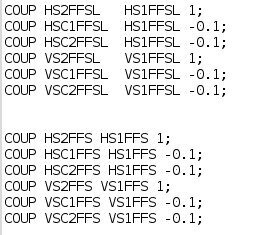 COUP HS2FFSL HS1FFSL 1;
COUP HSC1FFSL HS1FFSL -0.1;
COUP HSC2FFSL HS1FFSL -0.1;
COUP VS2FFSL VS1FFSL 1;
COUP VSC1FFSL VS1FFSL -0.1;
COUP VSC2FFSL VS1FFSL -0.1;
COUP HS2FFS HS1FFS 1;
COUP HSC1FFS HS1FFS -0.1;
COUP HSC2FFS HS1FFS -0.1;
COUP VS2FFS VS1FFS 1;
COUP VSC1FFS VS1FFS -0.1;
COUP VSC2FFS VS1FFS -0.1;